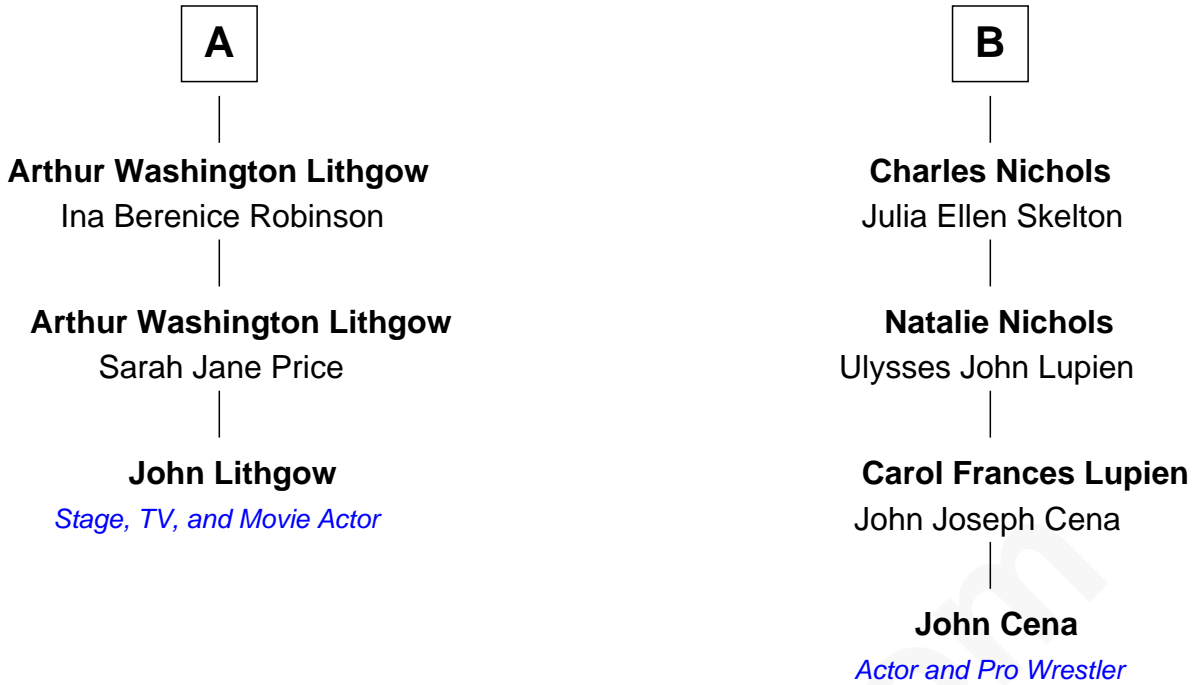 A
Arthur Washington Lithgow
Ina Berenice Robinson
Arthur Washington Lithgow
Sarah Jane Price
John Lithgow
Stage, TV, and Movie Actor
B
Charles Nichols
Julia Ellen Skelton
Natalie Nichols
Ulysses John Lupien
Carol Frances Lupien
John Joseph Cena
John Cena
Actor and Pro Wrestler